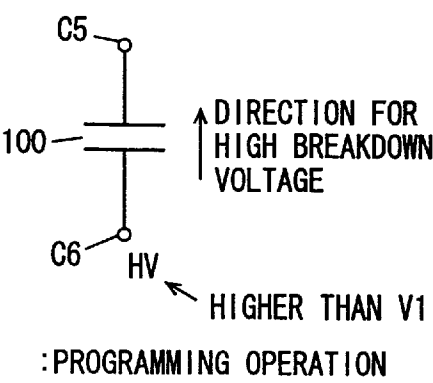 C5
100
DIRECTION FOR
HIGH BREAKDOWN
VOLTAGE
C6
HV
HIGHER THAN V1
:PROGRAMMING OPERATION